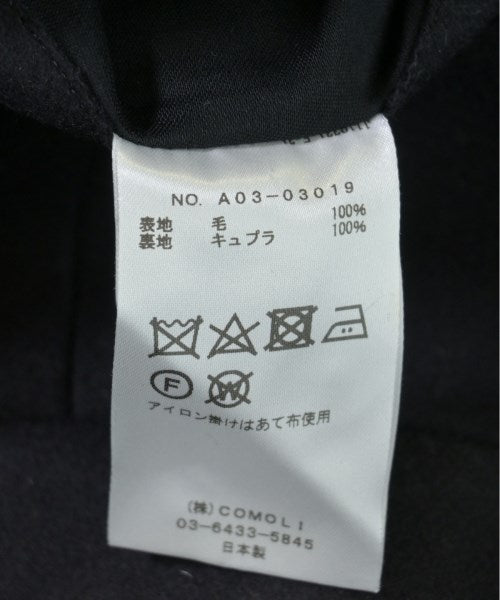 NO. A03-03019
表地 毛 100%
裏地 キュプラ 100%
F W
アイロン掛けはあて布使用
(株)COMOLI
03-6433-5845
日本製